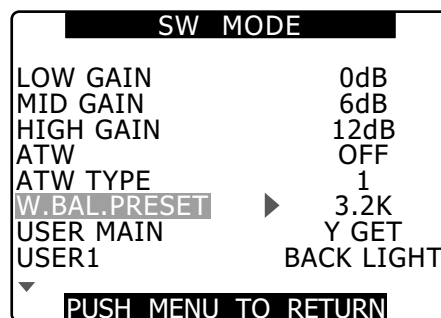 SW MODE
LOW GAIN 0dB
MID GAIN 6dB
HIGH GAIN 12dB
ATW OFF
ATW TYPE 1
W.BAL.PRESET 3.2K
USER MAIN Y GET
USER1 BACK LIGHT
PUSH MENU TO RETURN